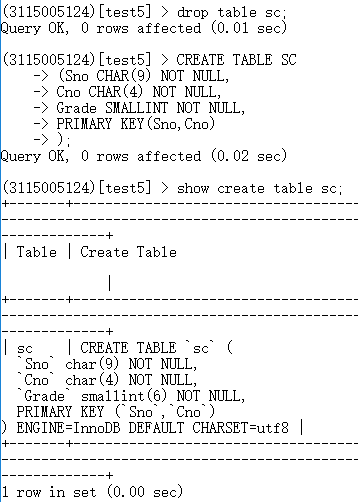 (3115005124)[test5] > drop table sc;
Query OK, 0 rows affected (0.01 sec)
(3115005124)[test5] > CREATE TABLE SC
-> (Sno CHAR(9) NOT NULL,
-> Cno CHAR(4) NOT NULL,
-> Grade SMALLINT NOT NULL,
-> PRIMARY KEY(Sno,Cno)
-> );
Query OK, 0 rows affected (0.02 sec)
(3115005124)[test5] > show create table sc;
| Table | Create Table
|
| sc | CREATE TABLE `sc` (
`Sno` char(9) NOT NULL,
`Cno` char(4) NOT NULL,
`Grade` smallint(6) NOT NULL,
PRIMARY KEY (`Sno`,`Cno`)
) ENGINE=InnoDB DEFAULT CHARSET=utf8 |
1 row in set (0.00 sec)